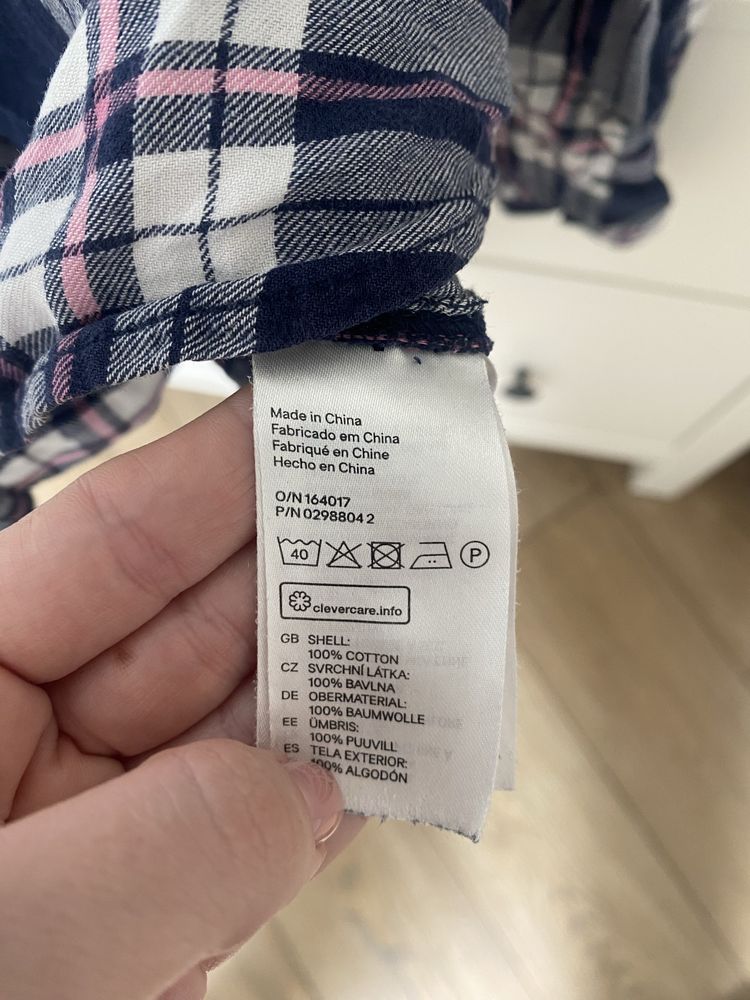 Made in China
Fabricado em China
Fabriqué en Chine
Hecho en China
O/N 164017
P/N 0298804 2
40 P
clevercare.info
GB SHELL:
100% COTTON
CZ SVRCHNÍ LÁTKA:
100% BAVLNA
DE OBERMATERIAL:
100% BAUMWOLLE
EE ÜMBRIS:
100% PUUVILL
ES TELA EXTERIOR:
100% ALGODÓN